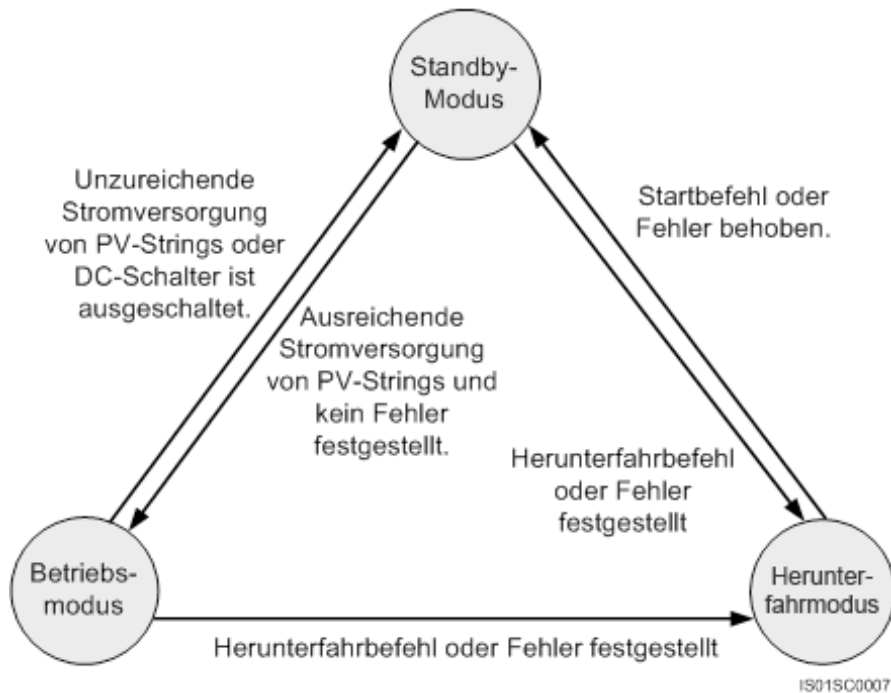 Standby-
Modus
Unzureichende
Stromversorgung
von PV-Strings oder
DC-Schalter ist
ausgeschaltet.
Startbefehl oder
Fehler behoben.
Ausreichende
Stromversorgung
von PV-Strings und
kein Fehler
festgestellt.
Herunterfahrbefehl
oder Fehler
festgestellt
Betriebs-
modus
Herunter-
fahrmodus
Herunterfahrbefehl oder Fehler festgestellt
IS01SC0007